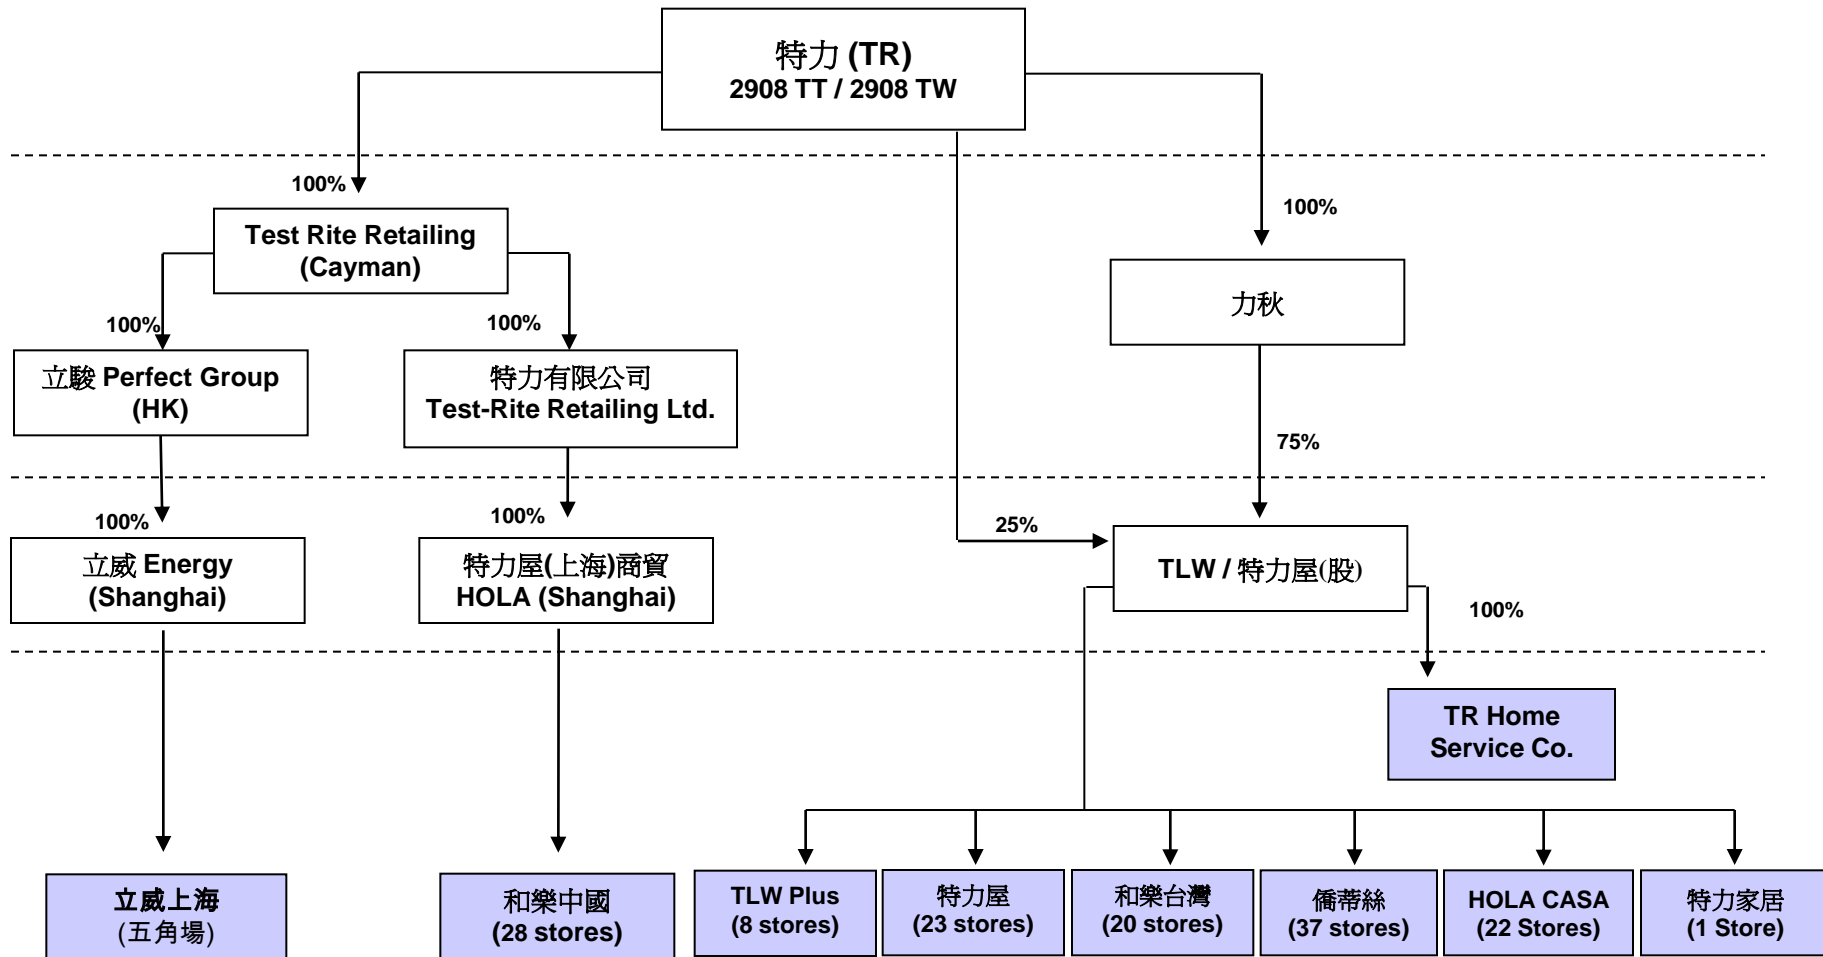 特力 (TR)
2908 TT / 2908 TW
100%
100%
Test Rite Retailing
(Cayman)
力秋
100%
100%
立駿 Perfect Group
(HK)
特力有限公司
Test-Rite Retailing Ltd.
75%
100%
100%
25%
立威 Energy
(Shanghai)
特力屋(上海)商貿
HOLA (Shanghai)
TLW / 特力屋(股)
100%
TR Home
Service Co.
立威上海
(五角場)
和樂中國
(28 stores)
TLW Plus
(8 stores)
特力屋
(23 stores)
和樂台灣
(20 stores)
僑蒂絲
(37 stores)
HOLA CASA
(22 Stores)
特力家居
(1 Store)